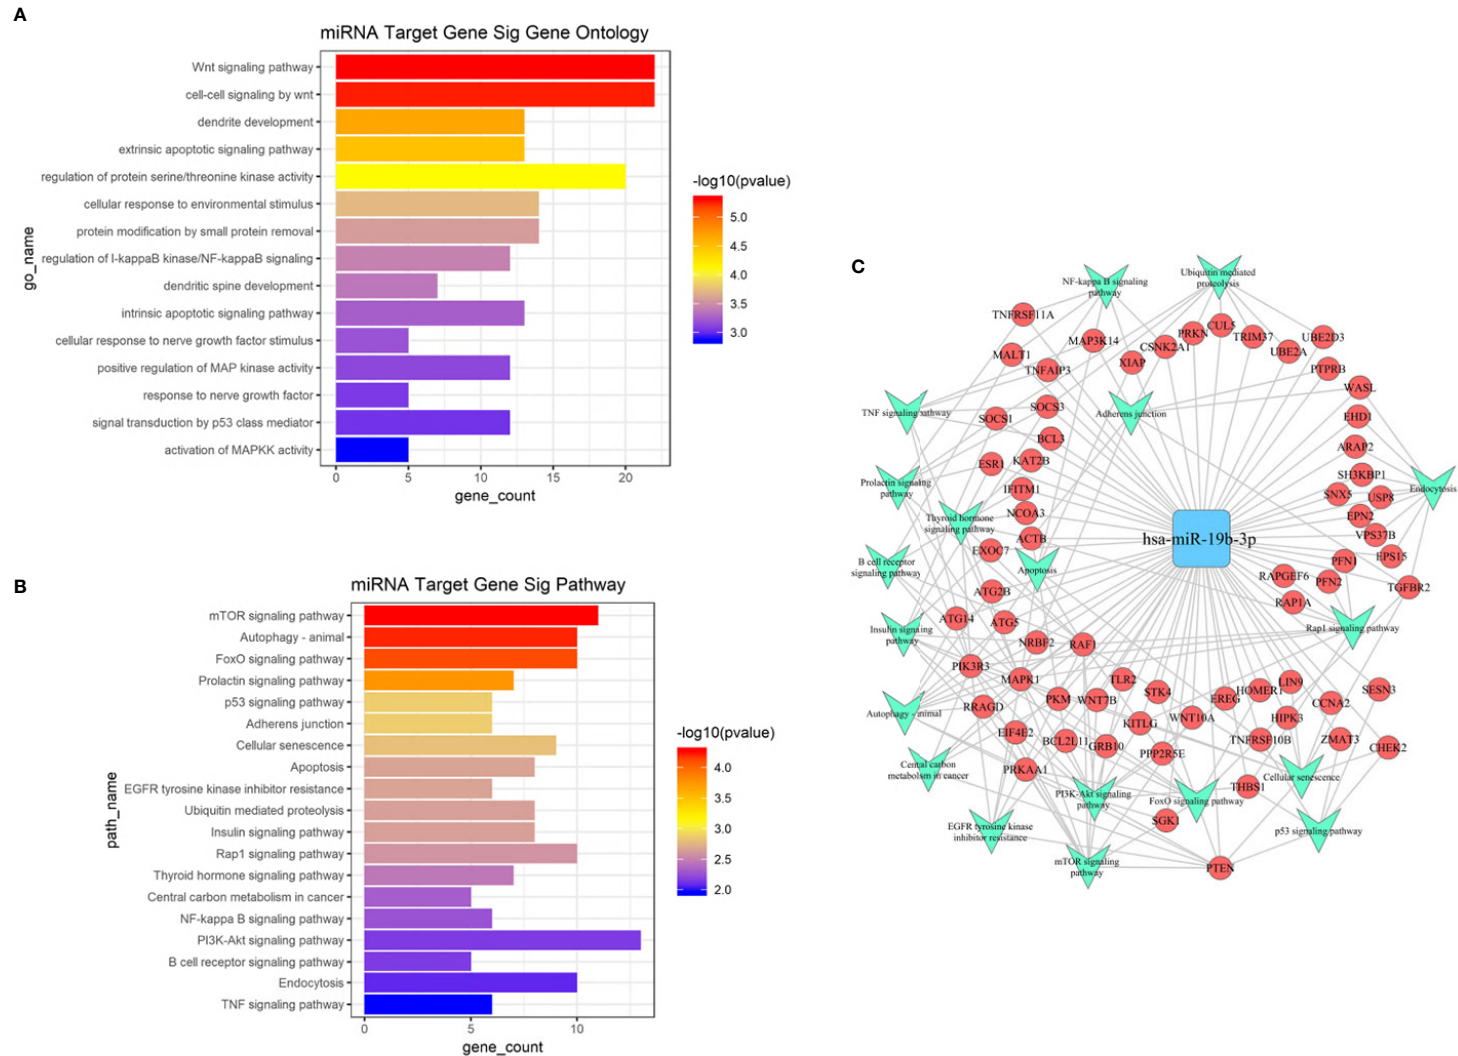 A
miRNA Target Gene Sig Gene Ontology
Wnt signaling pathway
cell-cell signaling by wnt
dendrite development
extrinsic apoptotic signaling pathway
regulation of protein serine/threonine kinase activity
cellular response to environmental stimulus
protein modification by small protein removal
regulation of I-kappaB kinase/NF-kappaB signaling
dendritic spine development
intrinsic apoptotic signaling pathway
cellular response to nerve growth factor stimulus
positive regulation of MAP kinase activity
response to nerve growth factor
signal transduction by p53 class mediator
activation of MAPKK activity
go_name
0 5 10 15 20
gene_count
-log10(pvalue)
5.0
4.5
4.0
3.5
3.0
B
miRNA Target Gene Sig Pathway
mTOR signaling pathway
Autophagy - animal
FoxO signaling pathway
Prolactin signaling pathway
p53 signaling pathway
Adherens junction
Cellular senescence
Apoptosis
EGFR tyrosine kinase inhibitor resistance
Ubiquitin mediated proteolysis
Insulin signaling pathway
Rap1 signaling pathway
Thyroid hormone signaling pathway
Central carbon metabolism in cancer
NF-kappa B signaling pathway
PI3K-Akt signaling pathway
B cell receptor signaling pathway
Endocytosis
TNF signaling pathway
path_name
0 5 10
gene_count
-log10(pvalue)
4.0
3.5
3.0
2.5
2.0
C
NF-kappa B signaling
pathway
Ubiquitin mediated
proteolysis
TNFRSF11A
MAP3K14
MALT1
TNFAIP3
XIAP
CSNK2A1
PRKN
CUL5
TRIM37
UBE2A
UBE2D3
PTPRB
WASL
EHD1
ARAP2
SH3KBP1
SNX5
USP8
EPN2
VPS37B
EPS15
TGFBR2
Endocytosis
TNF signaling pathway
Adherens junction
SOCS1
SOCS3
BCL3
ESR1
KAT2B
IFITM1
NCOA3
ACTB
EXOC7
Prolactin signaling
pathway
Thyroid hormone
signaling pathway
B cell receptor
signaling pathway
Apoptosis
hsa-miR-19b-3p
PFN1
PFN2
RAPGEF6
RAP1A
Rap1 signaling pathway
ATG2B
ATG14
ATG5
NRBF2
RAF1
Insulin signaling
pathway
PIK3R3
MAPK1
PKM
WNT7B
TLR2
STK4
EREG
HOMER1
LIN9
CCNA2
SESN3
RRAGD
Autophagy - animal
EIF4E2
BCL2L11
GRB10
KITLG
WNT10A
PPP2R5E
HIPK3
TNFRSF10B
ZMAT3
CHEK2
PRKAA1
Cental carbon
metabolsm in cancer
PI3K-Akt signaling
pathway
FoxO signaling pathway
THBS1
Cellular senescence
SGK1
EGFR tyrosine kinase
inhibitor resistance
p53 signaling pathway
mTOR signaling
pathway
PTEN